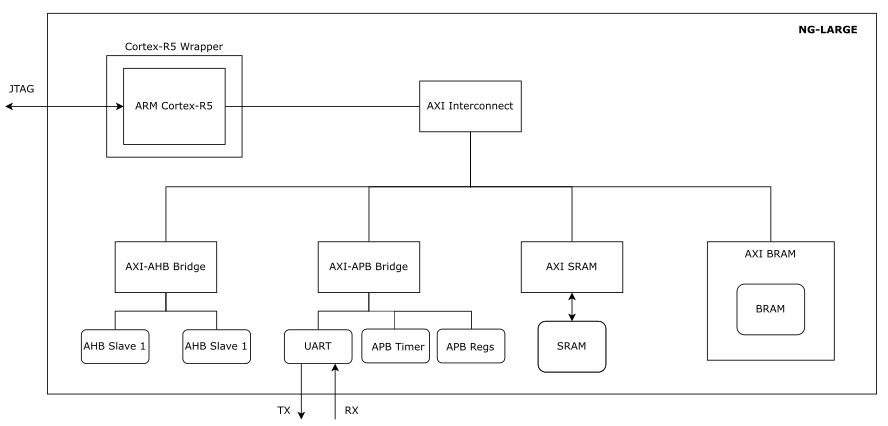 NG-LARGE
Cortex-R5 Wrapper
JTAG
ARM Cortex-R5
AXI Interconnect
AXI-AHB Bridge
AXI-APB Bridge
AXI SRAM
AXI BRAM
BRAM
AHB Slave 1
AHB Slave 1
UART
APB Timer
APB Regs
SRAM
TX
RX